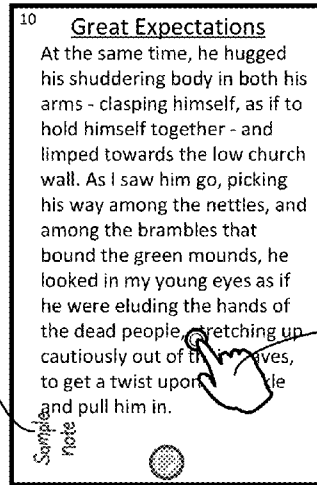 10
Great Expectations
At the same time, he hugged
his shuddering body in both his
arms - clasping himself, as if to
hold himself together - and
limped towards the low church
wall. As I saw him go, picking
his way among the nettles, and
among the brambles that
bound the green mounds, he
looked in my young eyes as if
he were eluding the hands of
the dead people, stretching up
cautiously out of their graves,
to get a twist upon
and pull him in.
Sample
note